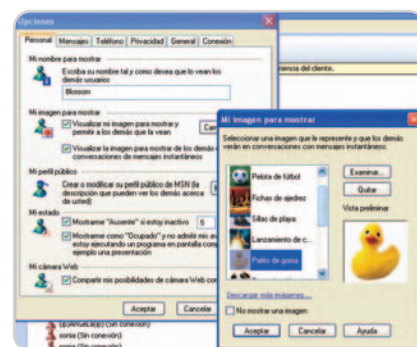 Opciones
Personal Mensajes Teléfono Privacidad General Conexión
Mi nombre para mostrar
Escriba su nombre tal y como desea que lo vean los
demás usuarios
Blossom
Mi imagen para mostrar
Visualizar mi imagen para mostrar y
permitir a los demás que la vean
Visualizar la imagen para mostrar de los demás
conversaciones de mensajes instantáneos
Mi perfil público
Crear o modificar su perfil público de MSN (la
descripción que pueden ver los demás acerca
de usted)
Mi estado
Mostrarme "Ausente" si estoy inactivo 5
Mostrarme como "Ocupado" y no admitir mis
estoy ejecutando un programa en pantalla
ejemplo una presentación
Mi cámara Web
Compartir mis posibilidades de cámara Web
Aceptar Cancelar
del cliente.
Mi imagen para mostrar
Seleccionar una imagen que le represente y que los demás
verán en conversaciones con mensajes instantáneos.
Pelota de fútbol
Fichas de ajedrez
Sillas de playa
Lanzamiento de c...
Patito de goma
Examinar...
Quitar
Vista preliminar
Descargar más imágenes...
No mostrar una imagen
Aceptar Cancelar Ayuda
(Sin conexión)
sonia (Sin conexión)
sonia (Sin conexión)